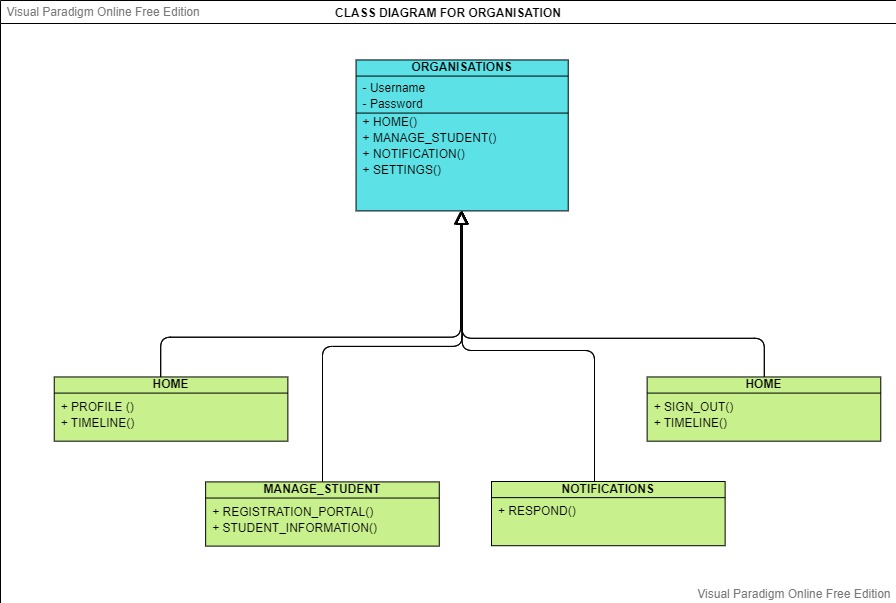 Visual Paradigm Online Free Edition
CLASS DIAGRAM FOR ORGANISATION
ORGANISATIONS
- Username
- Password
+ HOME()
+ MANAGE_STUDENT()
+ NOTIFICATION()
+ SETTINGS()
HOME
+ PROFILE ()
+ TIMELINE()
HOME
+ SIGN_OUT()
+ TIMELINE()
MANAGE_STUDENT
+ REGISTRATION_PORTAL()
+ STUDENT_INFORMATION()
NOTIFICATIONS
+ RESPOND()
Visual Paradigm Online Free Edition